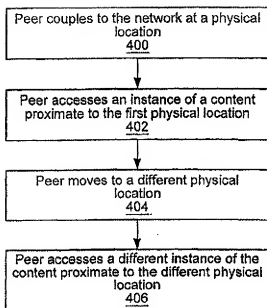 Peer couples to the network at a physical
location
400
Peer accesses an instance of a content
proximate to the first physical location
402
Peer moves to a different physical
location
404
Peer accesses a different instance of the
content proximate to the different physical
location
406